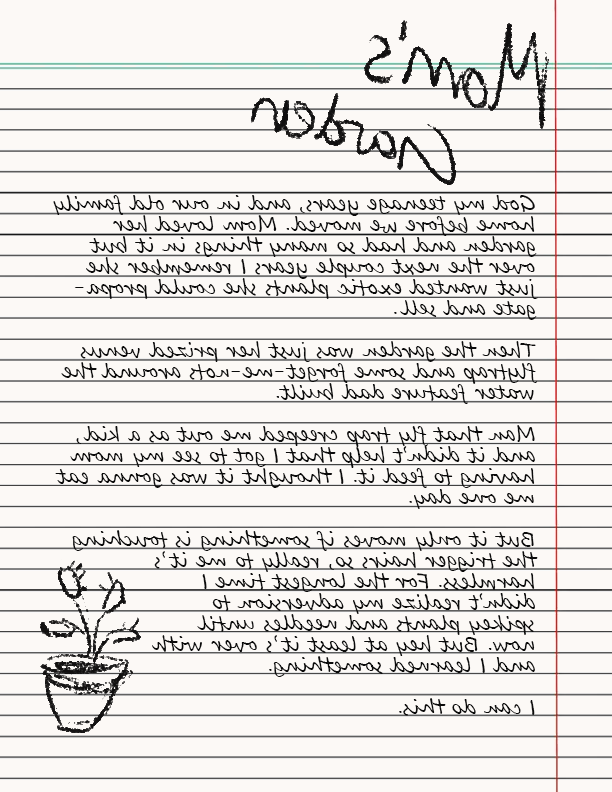 Mom's
Garden
God my teenage years, and in our old family
home before we moved. Mom loved her
garden and had so many things in it but
over the next couple years I remember she
just wanted exotic plants she could propa-
gate and sell.
Then the garden was just her prized venus
flytrap and some forget-me-nots around the
water feature dad built.
Man that fly trap creeped me out as a kid,
and it didn't help that I got to see my mom
having to feed it. I thought it was gonna eat
me one day.
But it only moves if something is touching
the trigger hairs so, really to me it's
harmless. For the longest time I
didn't realize my adversion to
spikey plants and needles until
now. But hey at least it's over with
and I learned something.
I can do this.